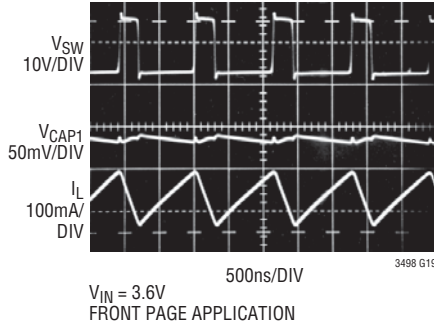 VSW
10V/DIV
VCAP1
50mV/DIV
IL
100mA/
DIV
500ns/DIV
3498 G19
VIN = 3.6V
FRONT PAGE APPLICATION